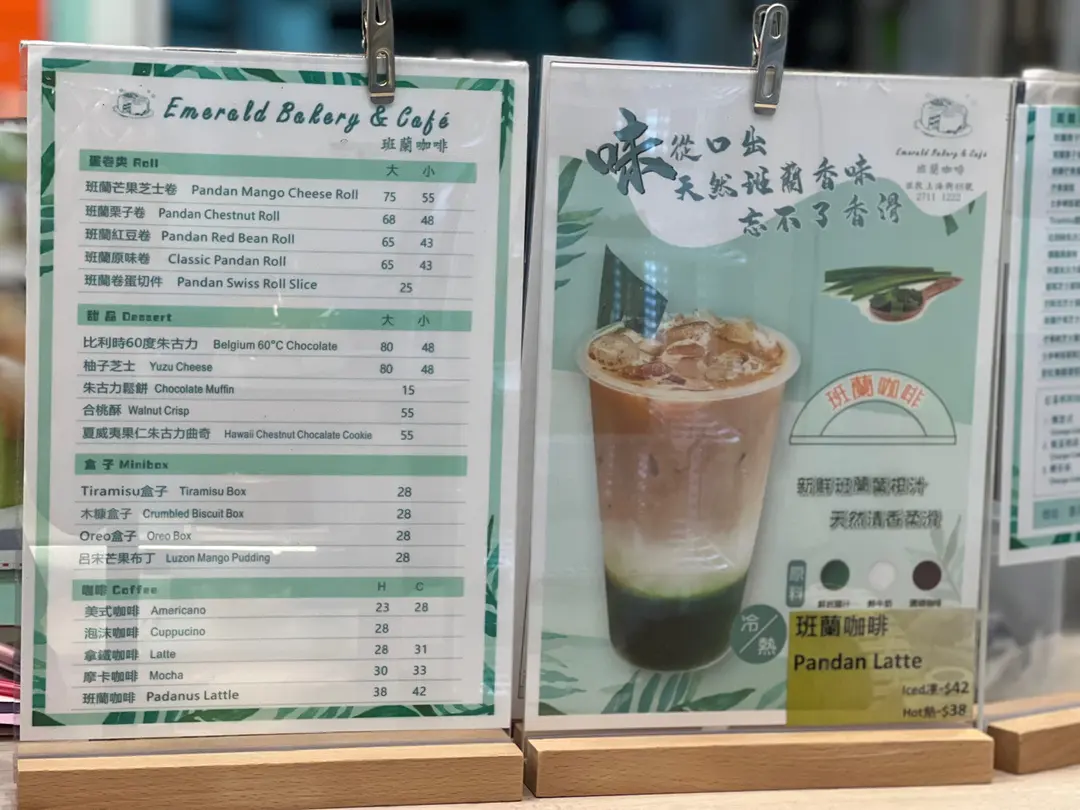 Emerald Bakery & Café
班蘭咖啡
蛋卷夾 Roll 大 小
班蘭芒果芝士卷 Pandan Mango Cheese Roll 75 55
班蘭栗子卷 Pandan Chestnut Roll 68 48
班蘭紅豆卷 Pandan Red Bean Roll 65 43
班蘭原味卷 Classic Pandan Roll 65 43
班蘭卷蛋切件 Pandan Swiss Roll Slice 25
甜品 Dessert 大 小
比利時60度朱古力 Belgium 60°C Chocolate 80 48
柚子芝士 Yuzu Cheese 80 48
朱古力鬆餅 Chocolate Muffin 15
合桃酥 Walnut Crisp 55
夏威夷果仁朱古力曲奇 Hawaii Chestnut Chocalate Cookie 55
盒子 Minibox
Tiramisu盒子 Tiramisu Box 28
木糠盒子 Crumbled Biscuit Box 28
Oreo盒子 Oreo Box 28
呂宋芒果布丁 Luzon Mango Pudding 28
咖啡 Coffee H C
美式咖啡 Americano 23 28
泡沫咖啡 Cuppucino 28
拿鐵咖啡 Latte 28 31
摩卡咖啡 Mocha 30 33
班蘭咖啡 Padanus Lattle 38 42
味從口出
天然班蘭香味
忘不了香滑
Emerald Bakery & Café
班蘭咖啡
2711 1222
班蘭咖啡
新鮮班蘭葉榨汁
天然清香柔滑
原料
冷/熱
班蘭咖啡
Pandan Latte
Iced凍-$42
Hot熱-$38